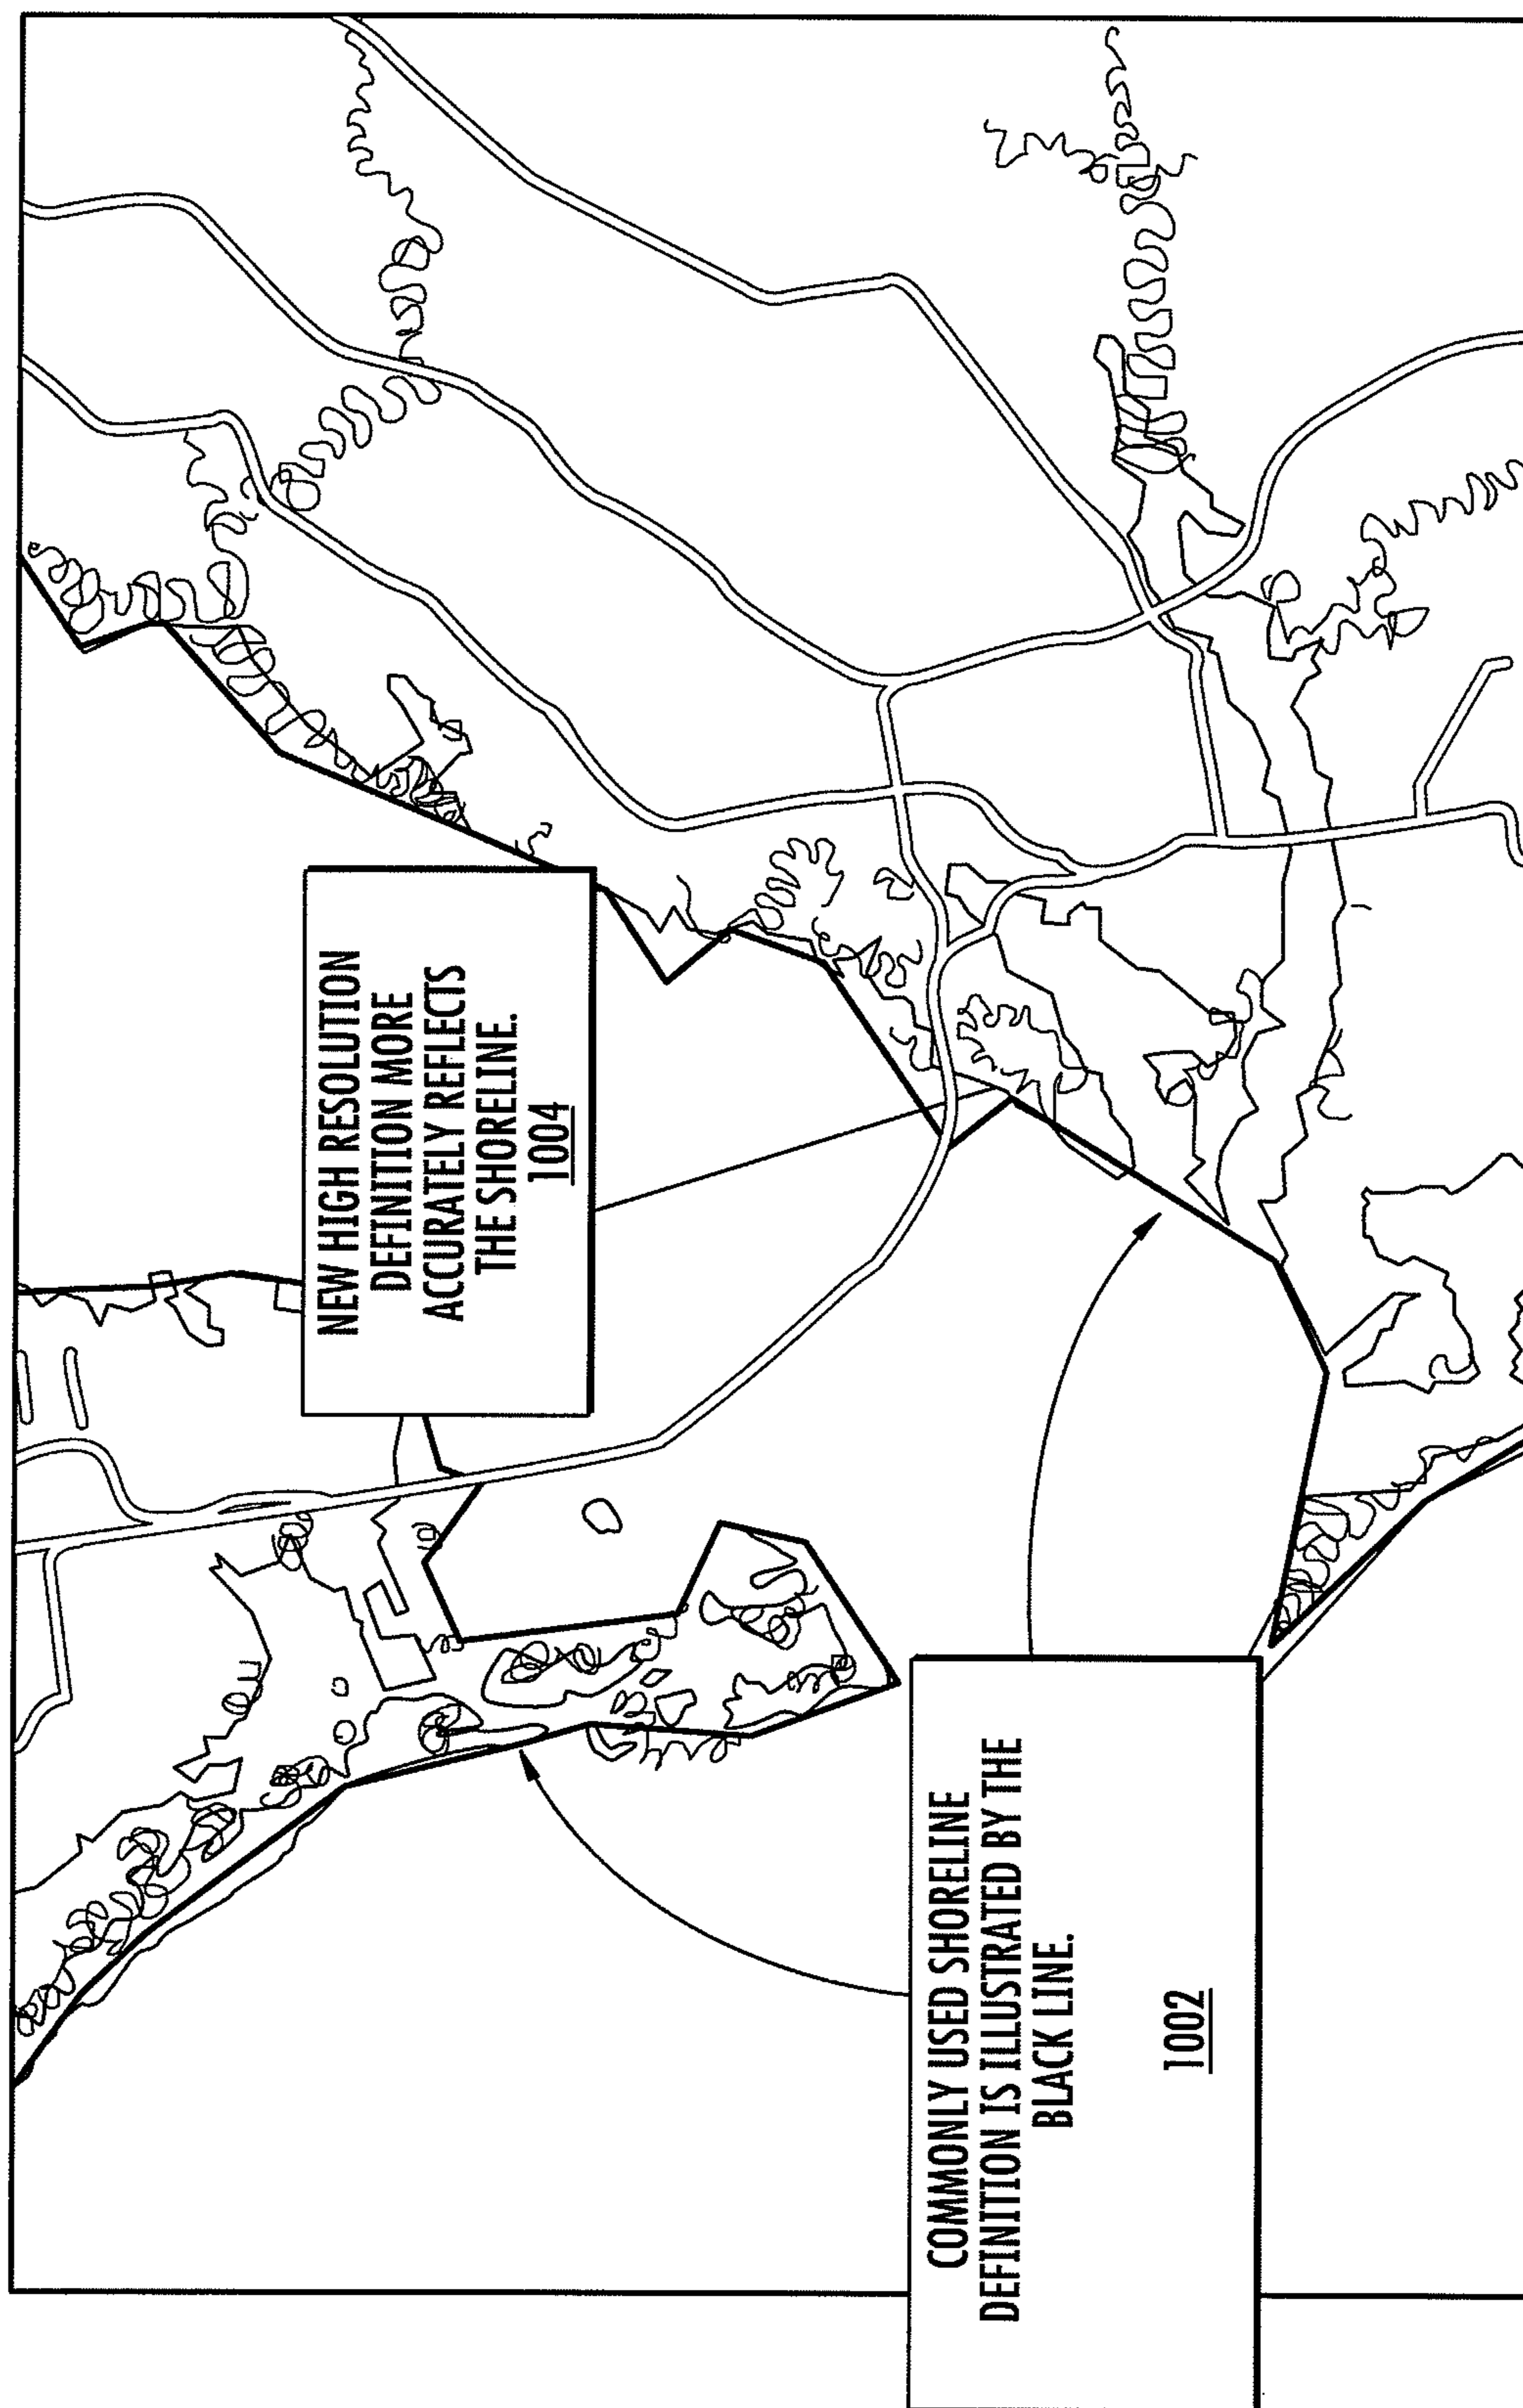 NEW HIGH RESOLUTION
DEFINITION MORE
ACCURATELY REFLECTS
THE SHORELINE.
1004
COMMONLY USED SHORELINE
DEFINITION IS ILLUSTRATED BY THE
BLACK LINE.
1002